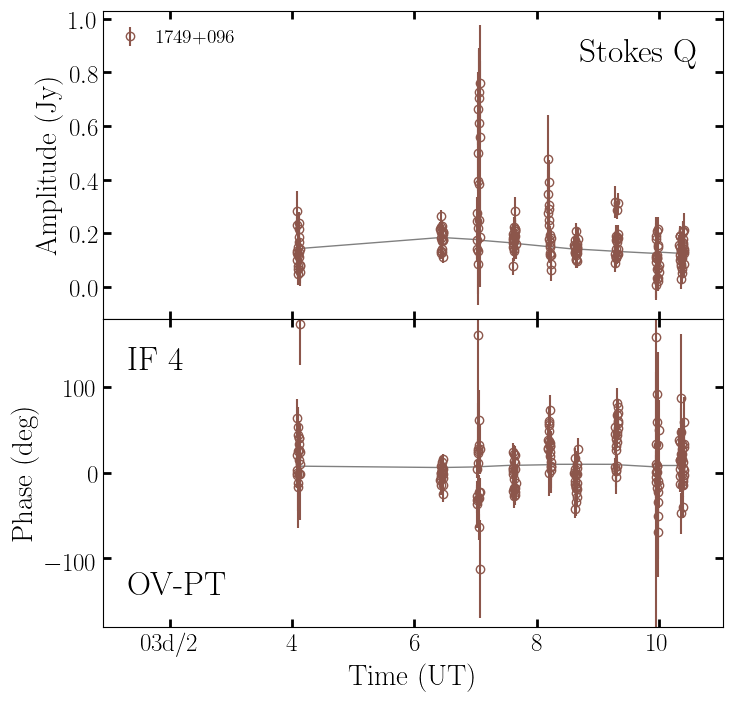 1749+096
Stokes Q
1.0
0.8
0.6
0.4
0.2
0.0
Amplitude (Jy)
IF 4
100
0
−100
Phase (deg)
OV-PT
03d/2 4 6 8 10
Time (UT)